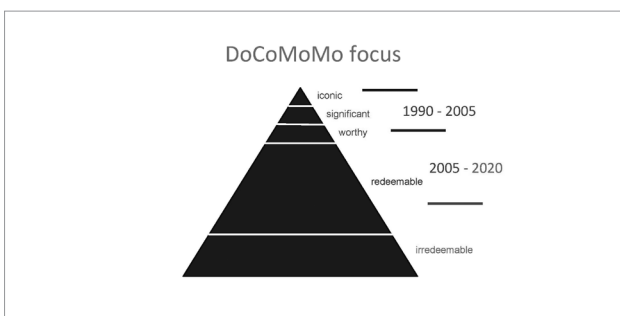 DoCoMoMo focus
iconic
significant
1990 - 2005
worthy
2005 - 2020
redeemable
irredeemable